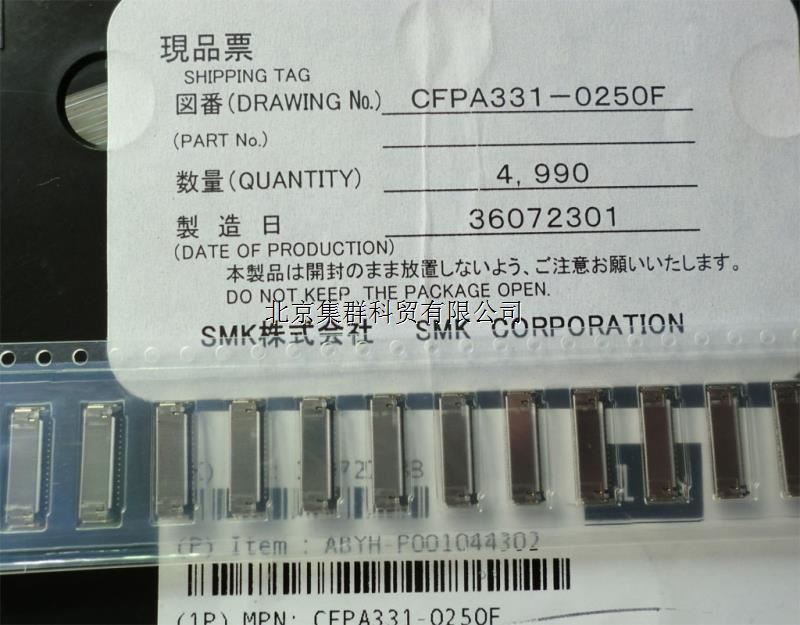 現品票
SHIPPING TAG
図番(DRAWING No.) CFPA331-0250F
(PART No.)
数量(QUANTITY) 4,990
製造日 36072301
(DATE OF PRODUCTION)
本製品は開封のまま放置しないよう、ご注意お願いいたします。
DO NOT KEEP THE PACKAGE OPEN.
北京集群科贸有限公司
SMK株式会社 SMK CORPORATION
(P) Item : ABYH-P001044302
(1P) MPN: CFPA331-0250F